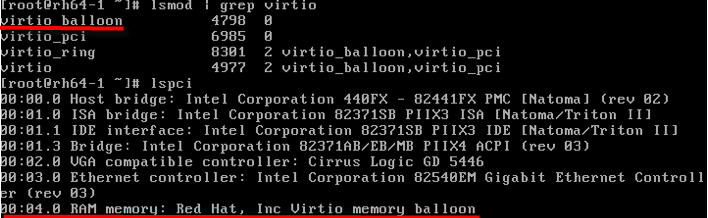 [root@rh64-1 ~]# lsmod | grep virtio
virtio_balloon 4798 0
virtio_pci 6985 0
virtio_ring 8301 2 virtio_balloon,virtio_pci
virtio 4977 2 virtio_balloon,virtio_pci
[root@rh64-1 ~]# lspci
00:00.0 Host bridge: Intel Corporation 440FX - 82441FX PMC [Natoma] (rev 02)
00:01.0 ISA bridge: Intel Corporation 82371SB PIIX3 ISA [Natoma/Triton II]
00:01.1 IDE interface: Intel Corporation 82371SB PIIX3 IDE [Natoma/Triton II]
00:01.3 Bridge: Intel Corporation 82371AB/EB/MB PIIX4 ACPI (rev 03)
00:02.0 VGA compatible controller: Cirrus Logic GD 5446
00:03.0 Ethernet controller: Intel Corporation 82540EM Gigabit Ethernet Controll
er (rev 03)
00:04.0 RAM memory: Red Hat, Inc Virtio memory balloon